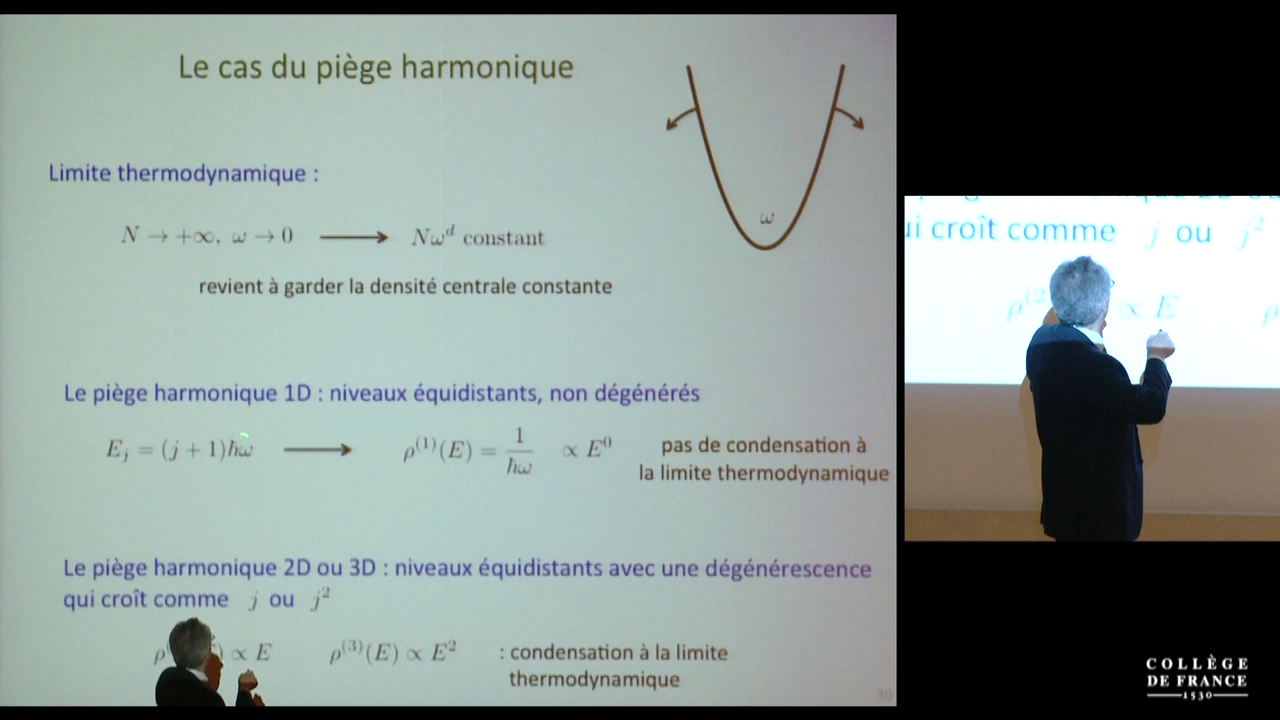 Le cas du piège harmonique
ω
Limite thermodynamique :
N → +∞, ω → 0 ⟶ Nω^d constant
revient à garder la densité centrale constante
Le piège harmonique 1D : niveaux équidistants, non dégénérés
E_j = (j + 1)ħω ⟶ ρ^(1)(E) = 1/ħω ∝ E^0
pas de condensation à
la limite thermodynamique
Le piège harmonique 2D ou 3D : niveaux équidistants avec une dégénérescence
qui croît comme j ou j^2
ρ ) ∝ E ρ^(3)(E) ∝ E^2 : condensation à la limite
thermodynamique
30
ui croît comme j ou j^2
ρ^(2 ∝ E ρ
COLLÈGE
DE FRANCE
1530